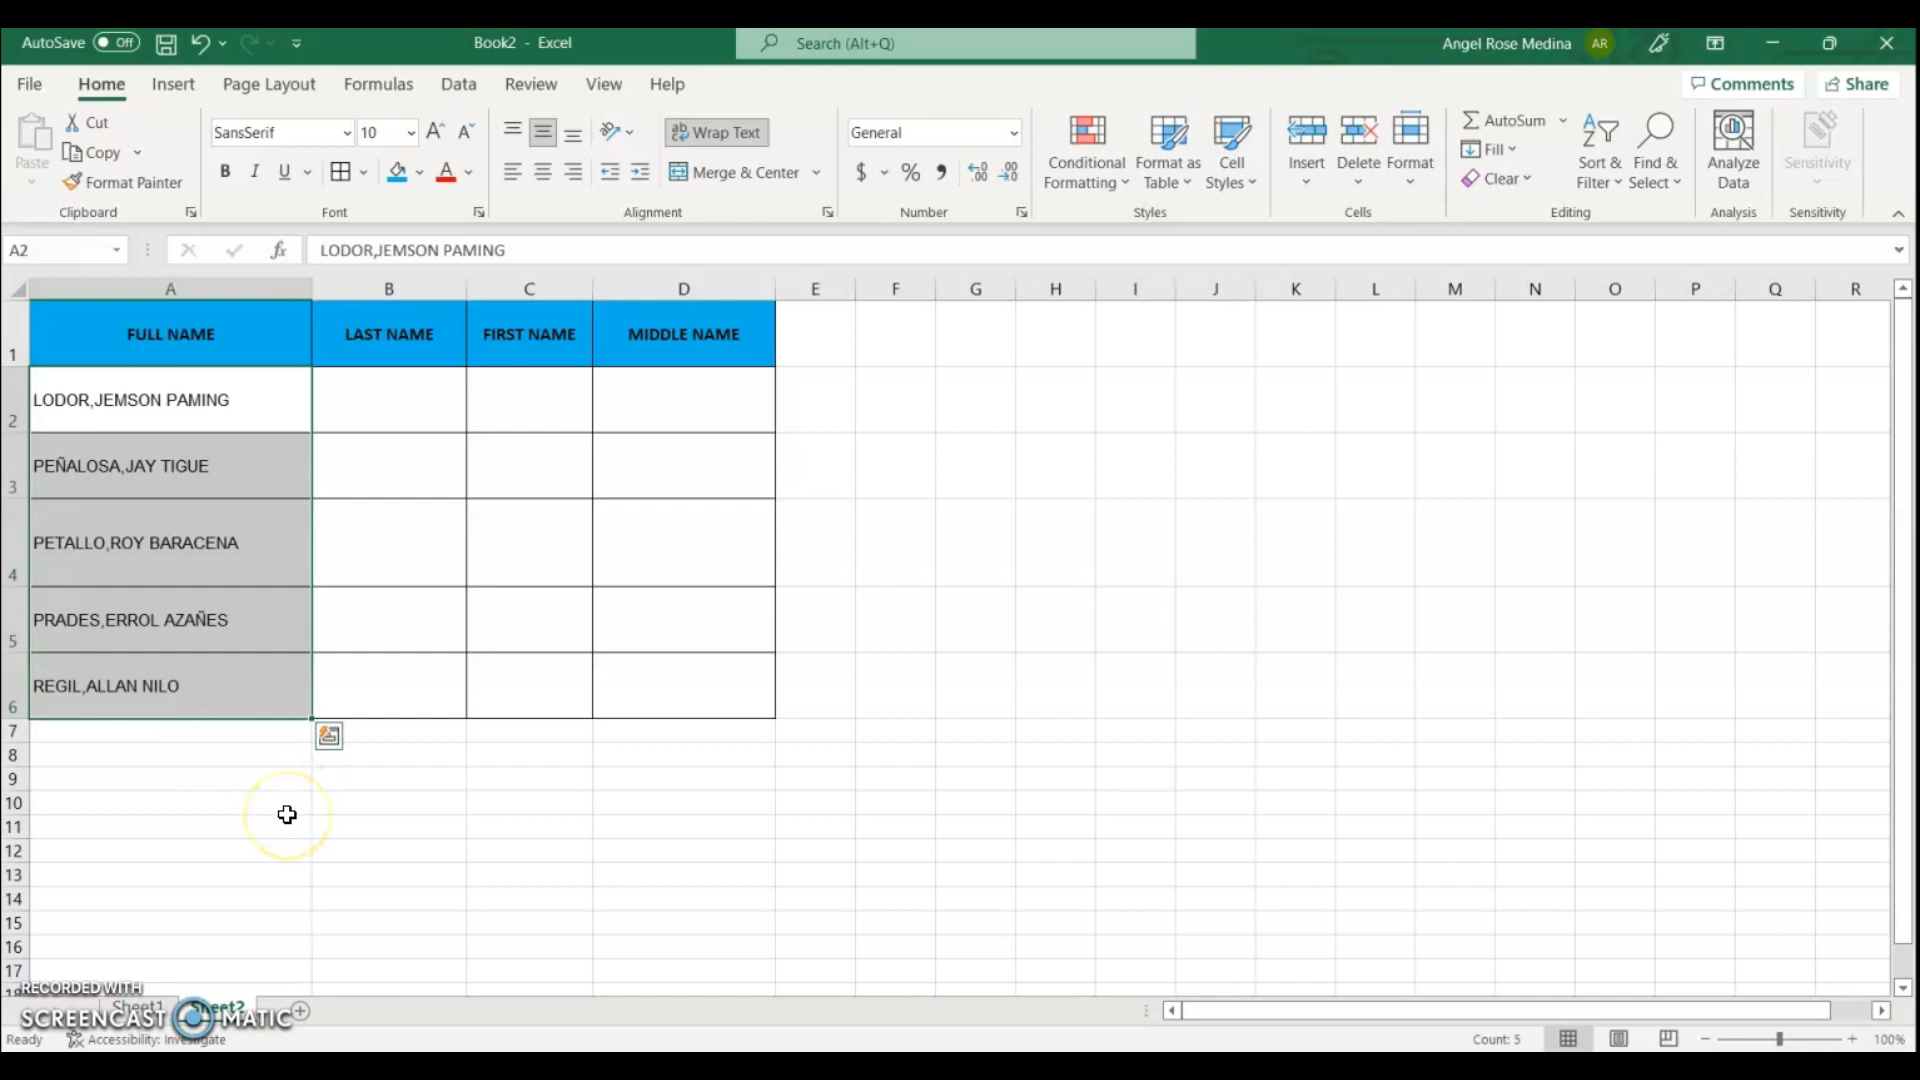 AutoSave Off
Book2 - Excel
Search (Alt+Q)
Angel Rose Medina AR
File Home Insert Page Layout Formulas Data Review View Help
Comments Share
Paste
Cut
Copy
Format Painter
Clipboard
SansSerif 10
B I U
Font
Wrap Text
Merge & Center
Alignment
General
$ % ,
Number
Conditional Formatting
Format as Table
Cell Styles
Styles
Insert Delete Format
Cells
AutoSum
Fill
Clear
Sort & Filter
Find & Select
Editing
Analyze Data
Analysis
Sensitivity
Sensitivity
A2 fx LODOR,JEMSON PAMING
A B C D E F G H I J K L M N O P Q R
1 FULL NAME LAST NAME FIRST NAME MIDDLE NAME
2 LODOR,JEMSON PAMING
3 PEÑALOSA,JAY TIGUE
4 PETALLO,ROY BARACENA
5 PRADES,ERROL AZAÑES
6 REGIL,ALLAN NILO
7
8
9
10
11
12
13
14
15
16
17
18
RECORDED WITH
Sheet1 Sheet2
SCREENCAST MATIC
Ready Accessibility: Investigate
Count: 5 100%